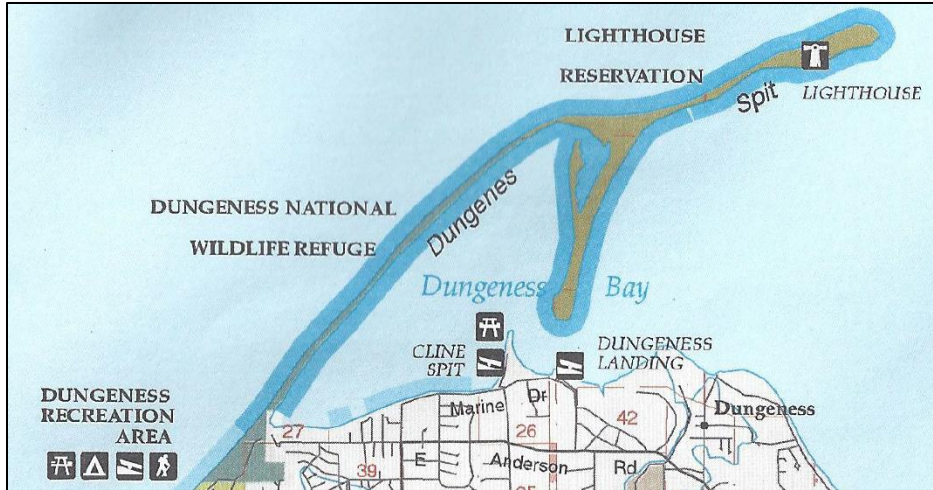 LIGHTHOUSE
RESERVATION
Spit
LIGHTHOUSE
DUNGENESS NATIONAL
WILDLIFE REFUGE
Dungenes
Dungeness Bay
CLINE
SPIT
DUNGENESS
LANDING
DUNGENESS
RECREATION
AREA
Marine Dr
42
Dungeness
27
26
39
E Anderson Rd